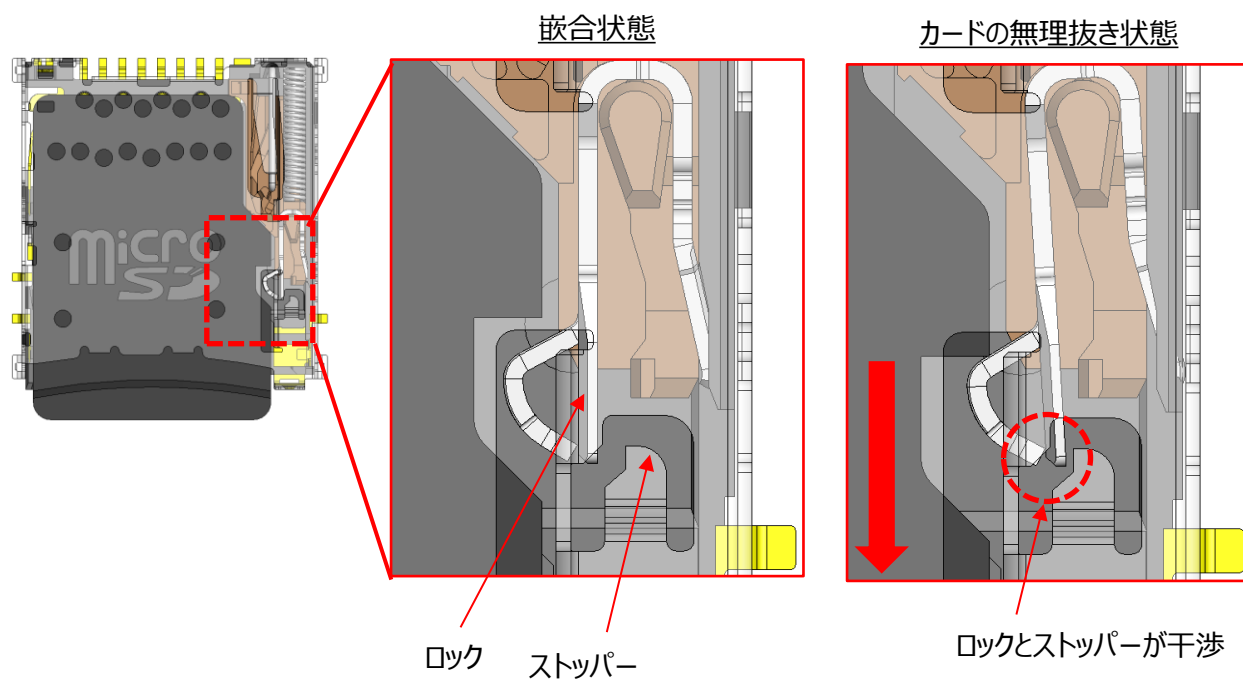 嵌合状態
カードの無理抜き状態
micro
SD
ロック
ストッパー
ロックとストッパーが干渉